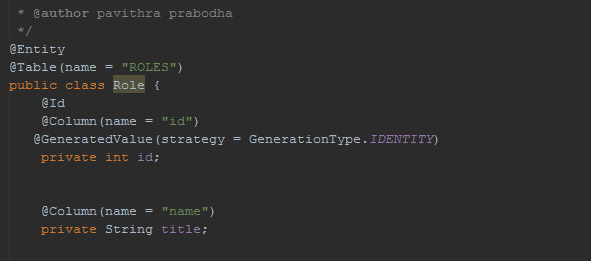 * @author pavithra prabodha
*/
@Entity
@Table(name = "ROLES")
public class Role {
@Id
@Column(name = "id")
@GeneratedValue(strategy = GenerationType.IDENTITY)
private int id;
@Column(name = "name")
private String title;